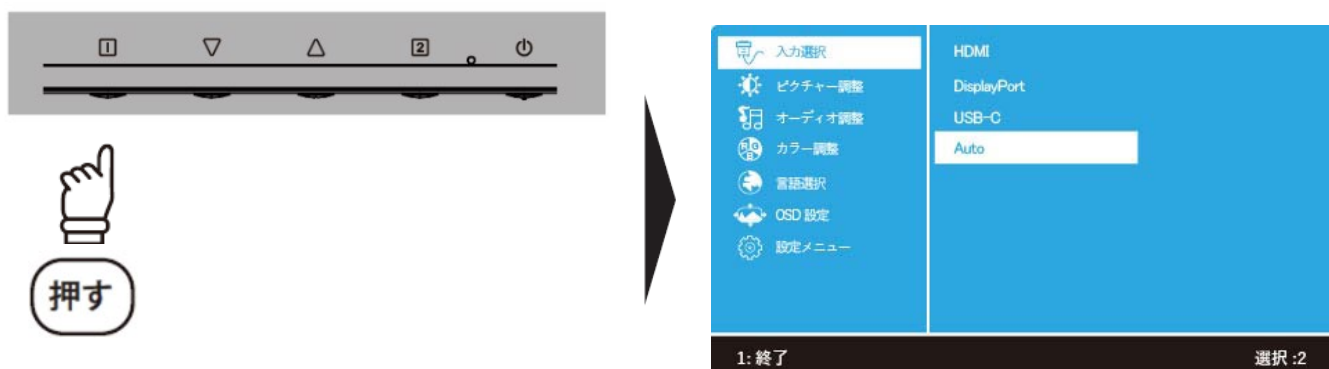 1
2
押す
入力選択
ピクチャー調整
オーディオ調整
カラー調整
言語選択
OSD 設定
設定メニュー
HDMI
DisplayPort
USB-C
Auto
1: 終了
選択 :2